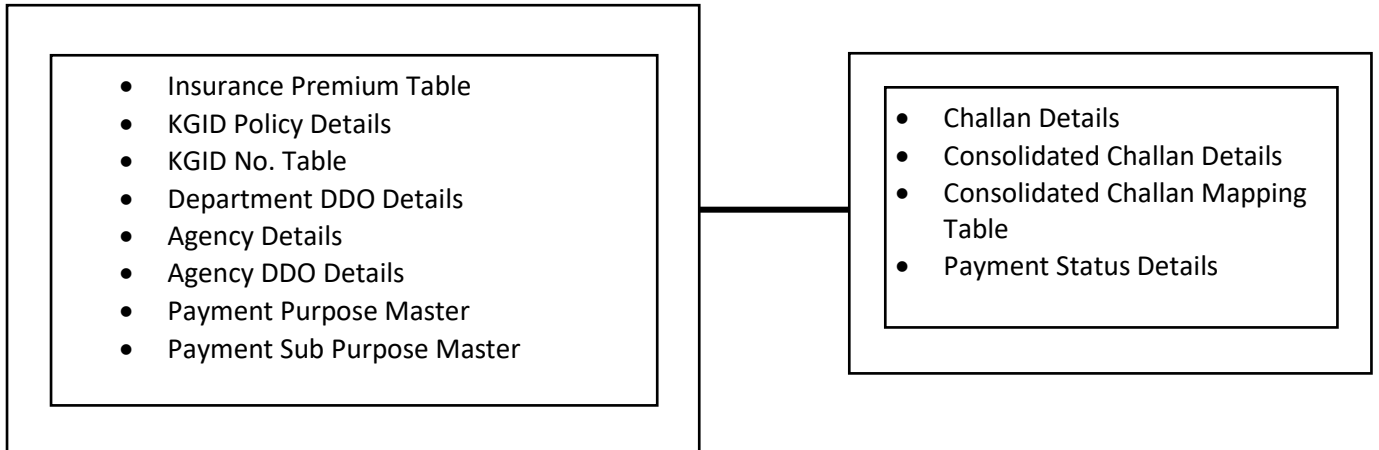 • Insurance Premium Table
• KGID Policy Details
• KGID No. Table
• Department DDO Details
• Agency Details
• Agency DDO Details
• Payment Purpose Master
• Payment Sub Purpose Master
• Challan Details
• Consolidated Challan Details
• Consolidated Challan Mapping
Table
• Payment Status Details